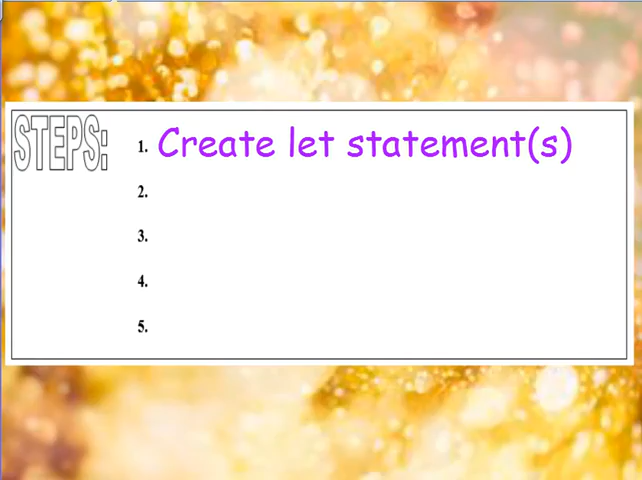 STEPS:
1. Create let statement(s)
2.
3.
4.
5.